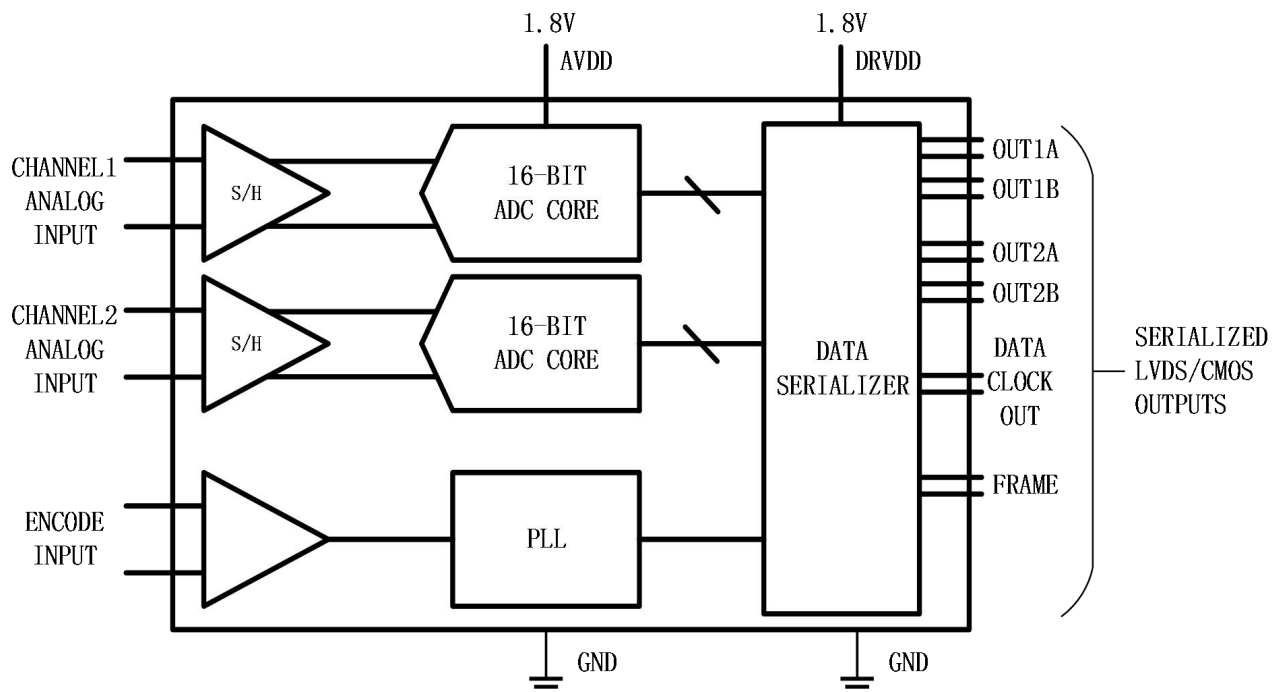 1.8V
AVDD
1.8V
DRVDD
CHANNEL1
ANALOG
INPUT
S/H
16-BIT
ADC CORE
OUT1A
OUT1B
OUT2A
OUT2B
CHANNEL2
ANALOG
INPUT
S/H
16-BIT
ADC CORE
DATA
SERIALIZER
DATA
CLOCK
OUT
SERIALIZED
LVDS/CMOS
OUTPUTS
FRAME
ENCODE
INPUT
PLL
GND
GND